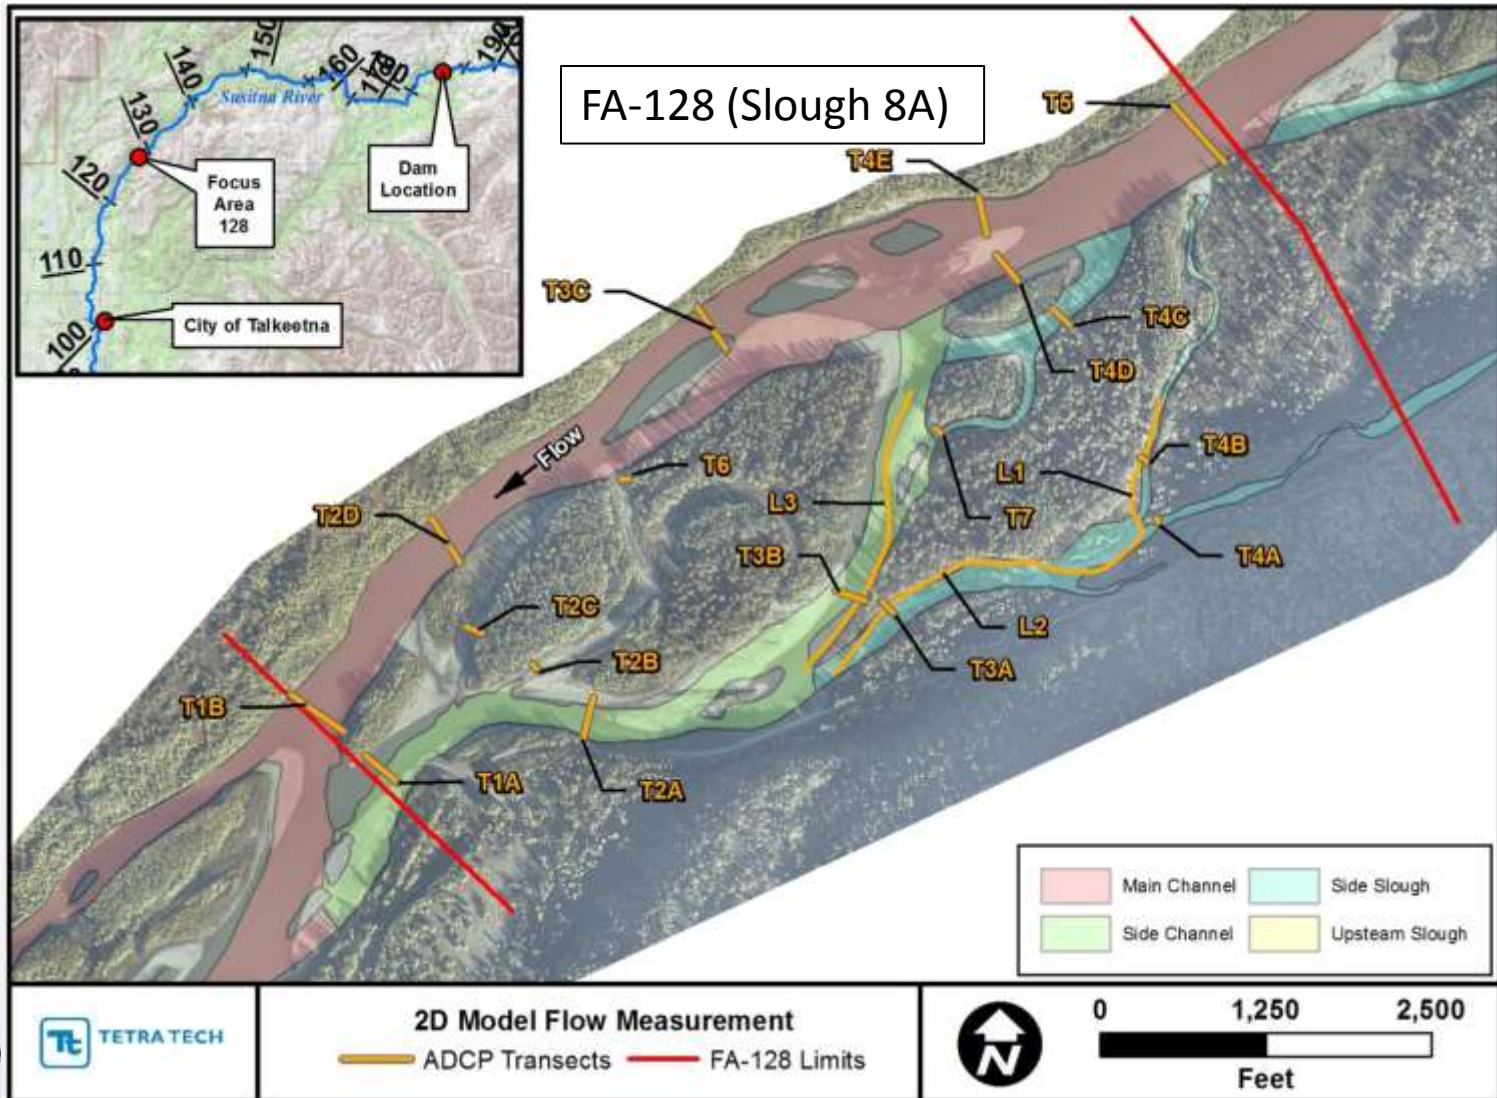 FA-128 (Slough 8A)
150
140
160
180
190
130
Susitna River
120
110
100
Focus
Area
128
Dam
Location
City of Talkeetna
T5
T4E
T3C
T4C
T4D
Flow
T6
T4B
L1
L3
T7
T2D
T3B
T4A
T2C
L2
T2B
T3A
T1B
T1A
T2A
Main Channel
Side Slough
Side Channel
Upsteam Slough
TETRA TECH
2D Model Flow Measurement
ADCP Transects
FA-128 Limits
N
0 1,250 2,500
Feet